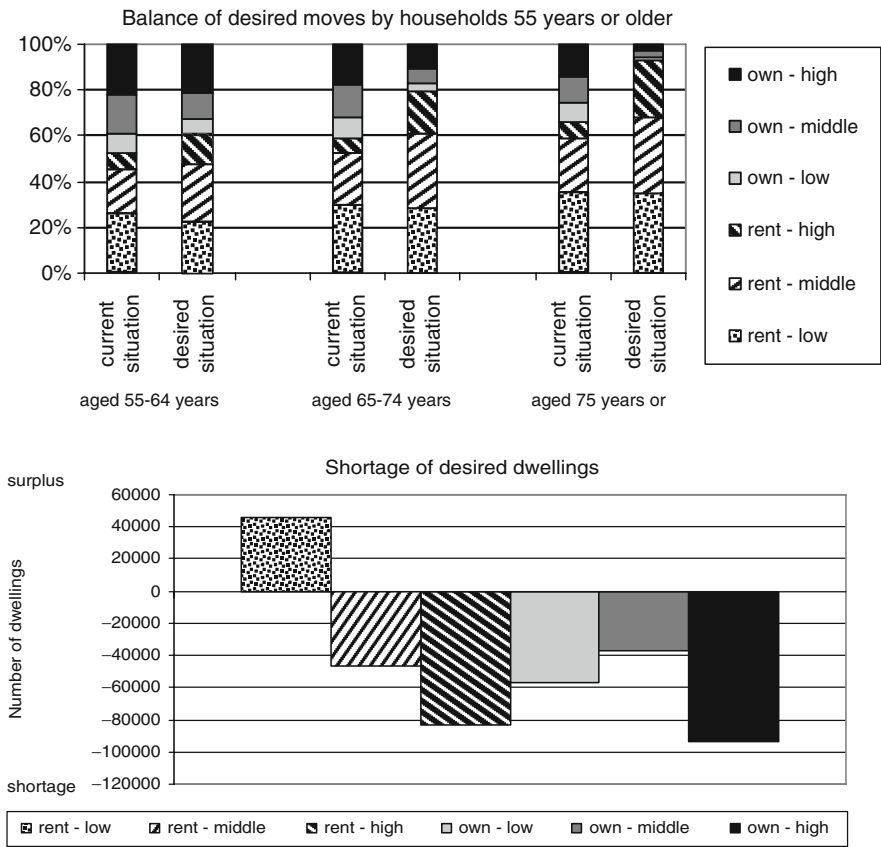 Balance of desired moves by households 55 years or older
100%
80%
60%
40%
20%
0%
current
situation
desired
situation
current
situation
desired
situation
current
situation
desired
situation
aged 55-64 years
aged 65-74 years
aged 75 years or
own - high
own - middle
own - low
rent - high
rent - middle
rent - low
Shortage of desired dwellings
surplus
Number of dwellings
60000
40000
20000
0
−20000
−40000
−60000
−80000
−100000
−120000
shortage
rent - low rent - middle rent - high own - low own - middle own - high